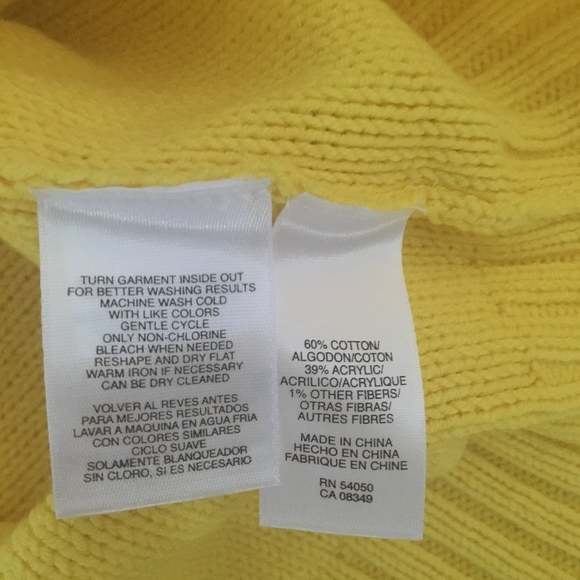 TURN GARMENT INSIDE OUT
FOR BETTER WASHING RESULTS
MACHINE WASH COLD
WITH LIKE COLORS
GENTLE CYCLE
ONLY NON-CHLORINE
BLEACH WHEN NEEDED
RESHAPE AND DRY FLAT
WARM IRON IF NECESSARY
CAN BE DRY CLEANED
VOLVER AL REVES ANTES
PARA MEJORES RESULTADOS
LAVAR A MAQUINA EN AGUA FRIA
CON COLORES SIMILARES
CICLO SUAVE
SOLAMENTE BLANQUEADOR
SIN CLORO, SI ES NECESARIO
60% COTTON/
ALGODON/COTON
39% ACRYLIC/
ACRILICO/ACRYLIQUE
1% OTHER FIBERS/
OTRAS FIBRAS/
AUTRES FIBRES
MADE IN CHINA
HECHO EN CHINA
FABRIQUE EN CHINE
RN 54050
CA 08349